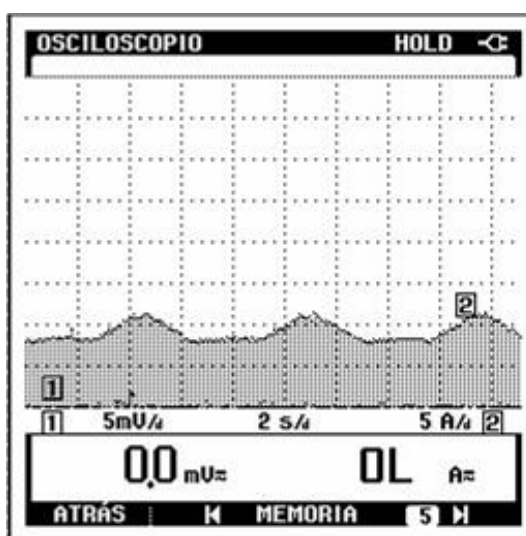 OSCILOSCOPIO HOLD
2
1
1 5mV/d 2 s/d 5 A/d 2
0.0 mV≂ OL A≂
ATRÁS MEMORIA 5